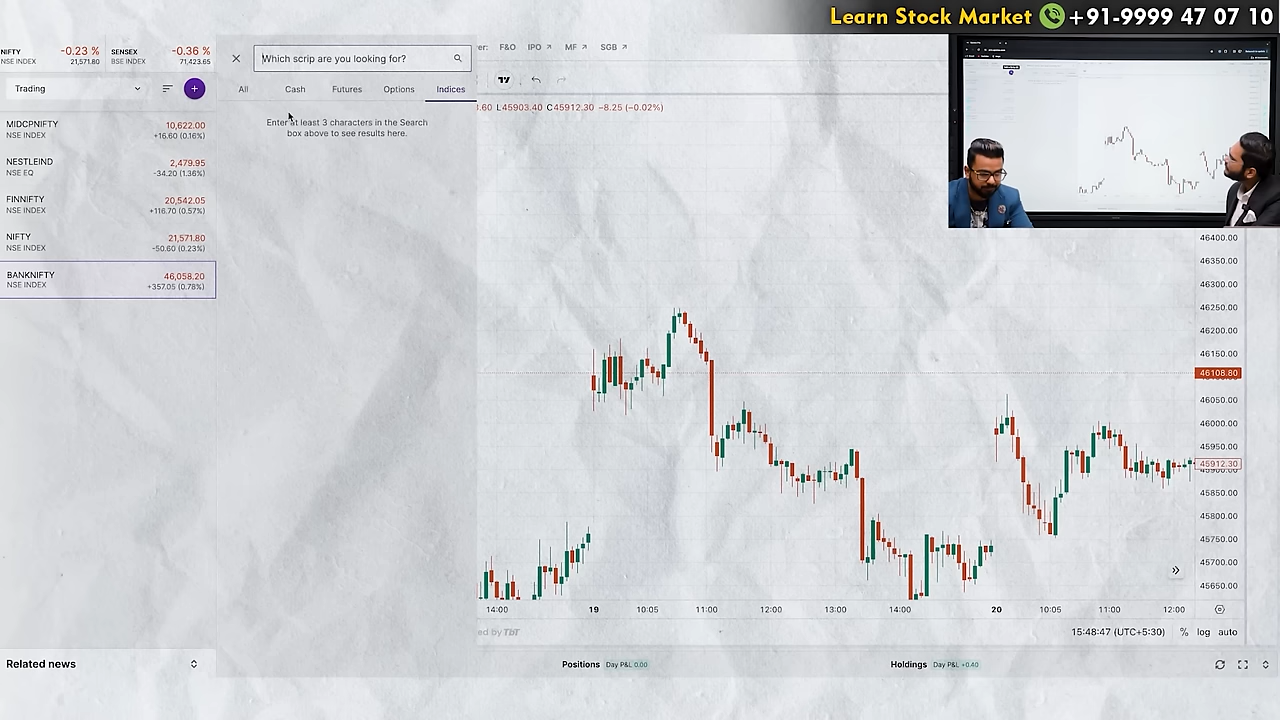 Learn Stock Market +91-9999 47 07 10
NIFTY -0.23 % SENSEX -0.36 %
NSE INDEX 21,571.80 BSE INDEX 71,423.65
lp are you looking for?
er: F&O IPO MF SGB
Trading
All Cash Futures Options Indices
.60 L45903.40 C45912.30 −8.25 (−0.02%)
Enter at least 3 characters in the Search
box above to see results here.
MIDCPNIFTY 10,622.00
NSE INDEX +16.60 (0.16%)
NESTLEIND 2,479.95
NSE INDEX -34.20 (1.36%)
FINNIFTY 20,542.05
NSE INDEX +116.70 (0.57%)
NIFTY 21,571.80
NSE INDEX -50.60 (0.23%)
BANKNIFTY 46,058.20
NSE INDEX +357.05 (0.78%)
46400.00
46350.00
46300.00
46250.00
46200.00
46150.00
46108.80
46050.00
46000.00
45950.00
45912.30
45850.00
45800.00
45750.00
45700.00
45650.00
14:00 19 10:05 11:00 12:00 13:00 14:00 20 10:05 11:00 12:00
ed by TbT
15:48:47 (UTC+5:30) % log auto
Related news
Positions Day P&L 0.00
Holdings Day P&L +0.40